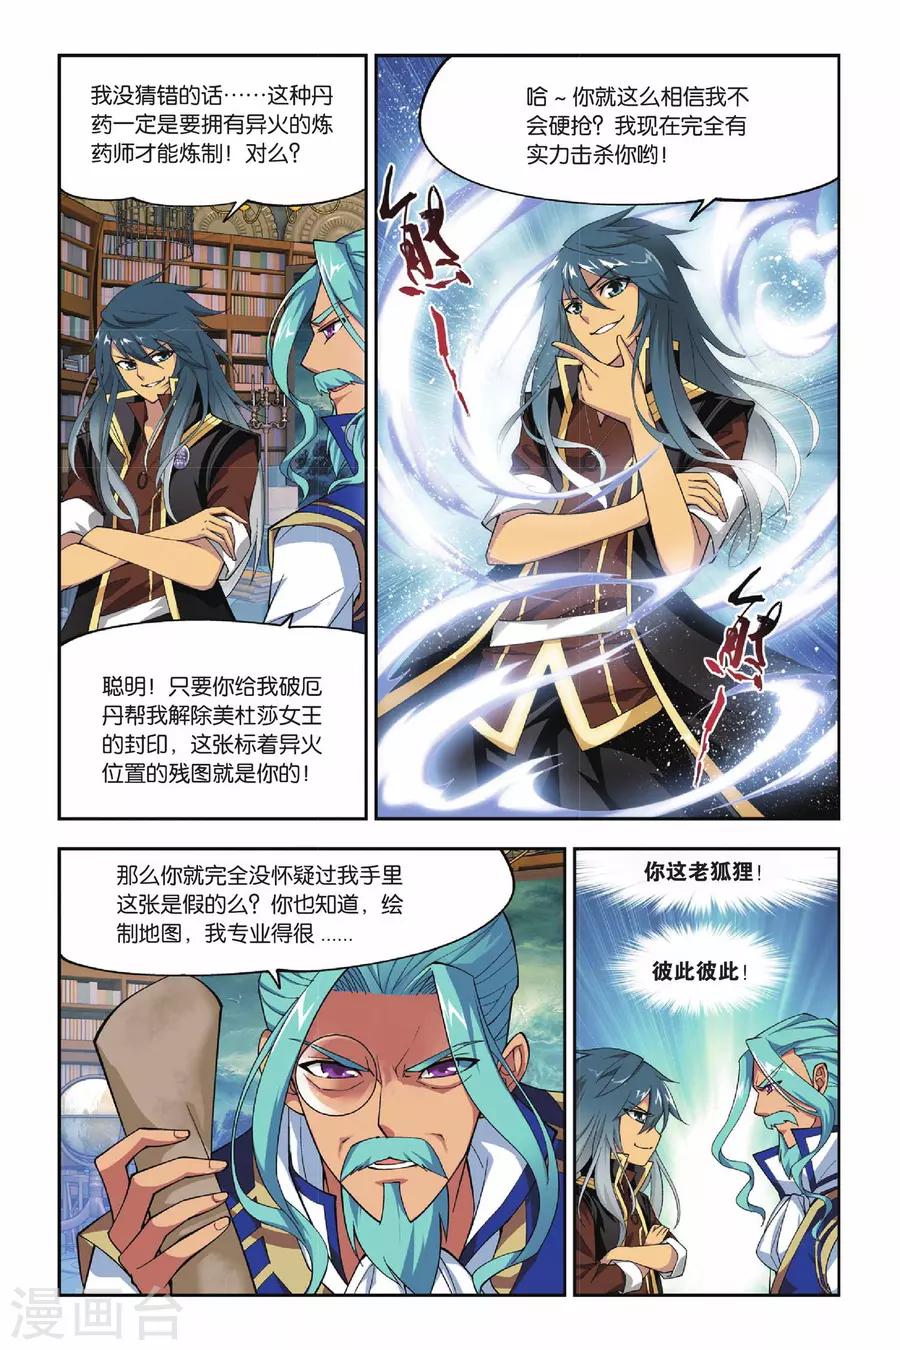 我没猜错的话……这种丹
药一定是要拥有异火的炼
药师才能炼制！对么？
聪明！只要你给我破厄
丹帮我解除美杜莎女王
的封印，这张标着异火
位置的残图就是你的！
哈～你就这么相信我不
会硬抢？我现在完全有
实力击杀你哟！
那么你就完全没怀疑过我手里
这张是假的么？你也知道，绘
制地图，我专业得很......
你这老狐狸！
彼此彼此！
漫画台